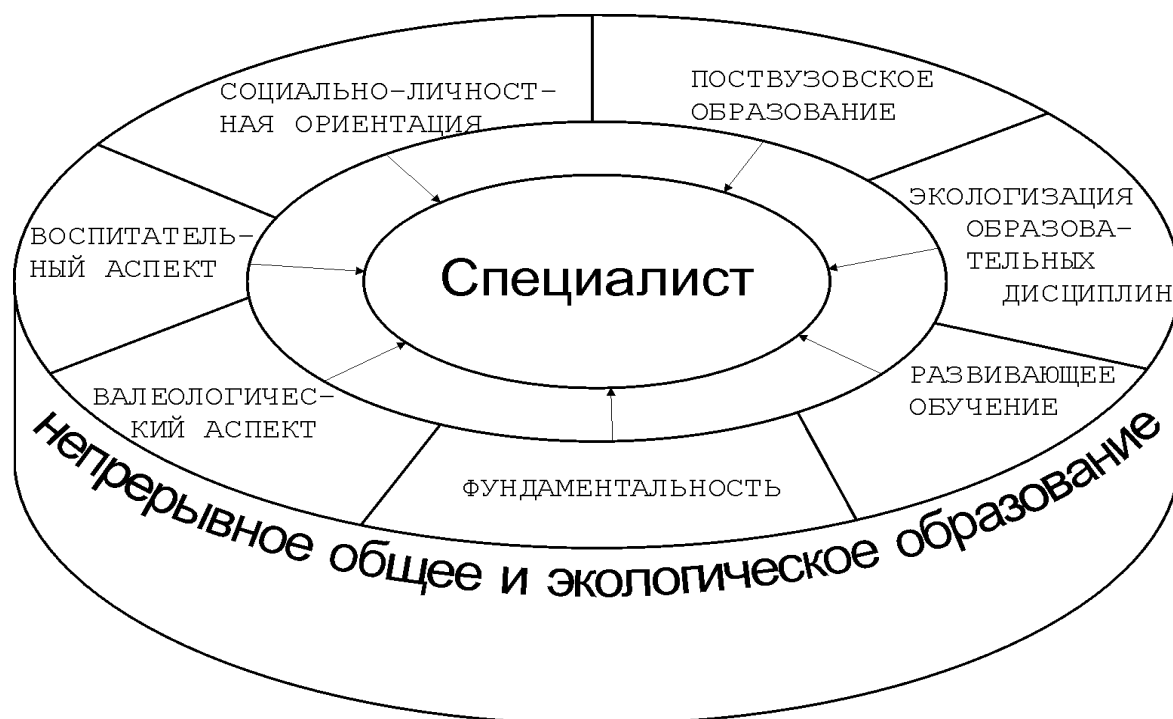 СОЦИАЛЬНО-ЛИЧНОСТ-
НАЯ ОРИЕНТАЦИЯ
ПОСТВУЗОВСКОЕ
ОБРАЗОВАНИЕ
ЭКОЛОГИЗАЦИЯ
ОБРАЗОВА-
ТЕЛЬНЫХ
ДИСЦИПЛИН
ВОСПИТАТЕЛЬ-
НЫЙ АСПЕКТ
Специалист
РАЗВИВАЮЩЕЕ
ОБУЧЕНИЕ
ВАЛЕОЛОГИЧЕС-
КИЙ АСПЕКТ
ФУНДАМЕНТАЛЬНОСТЬ
непрерывное общее и экологическое образование